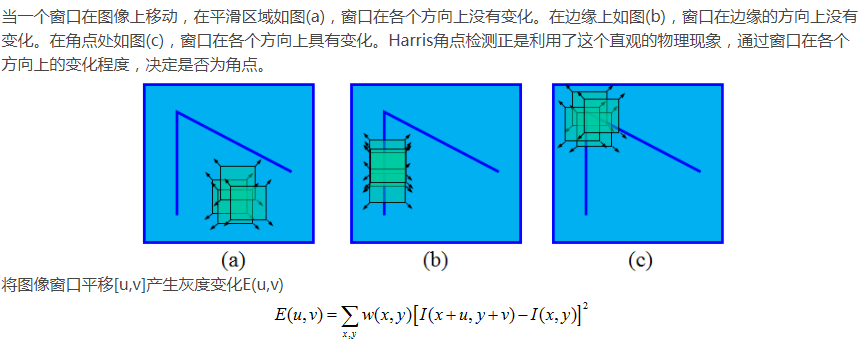 当一个窗口在图像上移动，在平滑区域如图(a)，窗口在各个方向上没有变化。在边缘上如图(b)，窗口在边缘的方向上没有
变化。在角点处如图(c)，窗口在各个方向上具有变化。Harris角点检测正是利用了这个直观的物理现象，通过窗口在各个
方向上的变化程度，决定是否为角点。
(a) (b) (c)
将图像窗口平移[u,v]产生灰度变化E(u,v)
E(u,v) = ∑_{x,y} w(x,y)[I(x+u, y+v) − I(x,y)]²